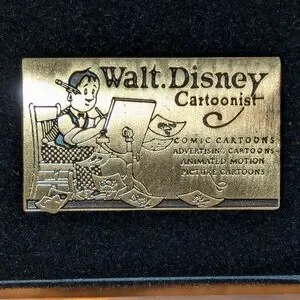 Walt. Disney
Cartoonist
COMIC CARTOONS
ADVERTISING CARTOONS
ANIMATED MOTION
PICTURE CARTOONS